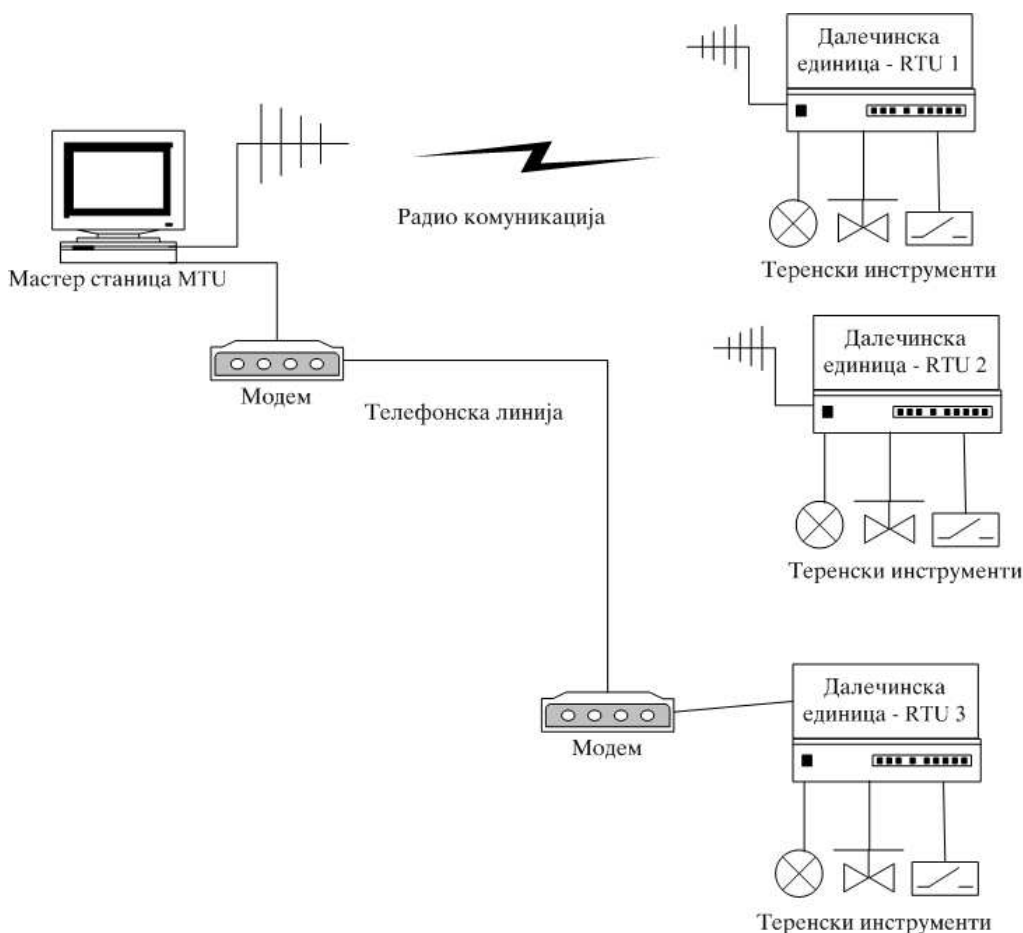 Далечинска
единица - RTU 1
Радио комуникација
Теренски инструменти
Мастер станица MTU
Далечинска
единица - RTU 2
Модем
Телефонска линија
Теренски инструменти
Далечинска
единица - RTU 3
Модем
Теренски инструменти